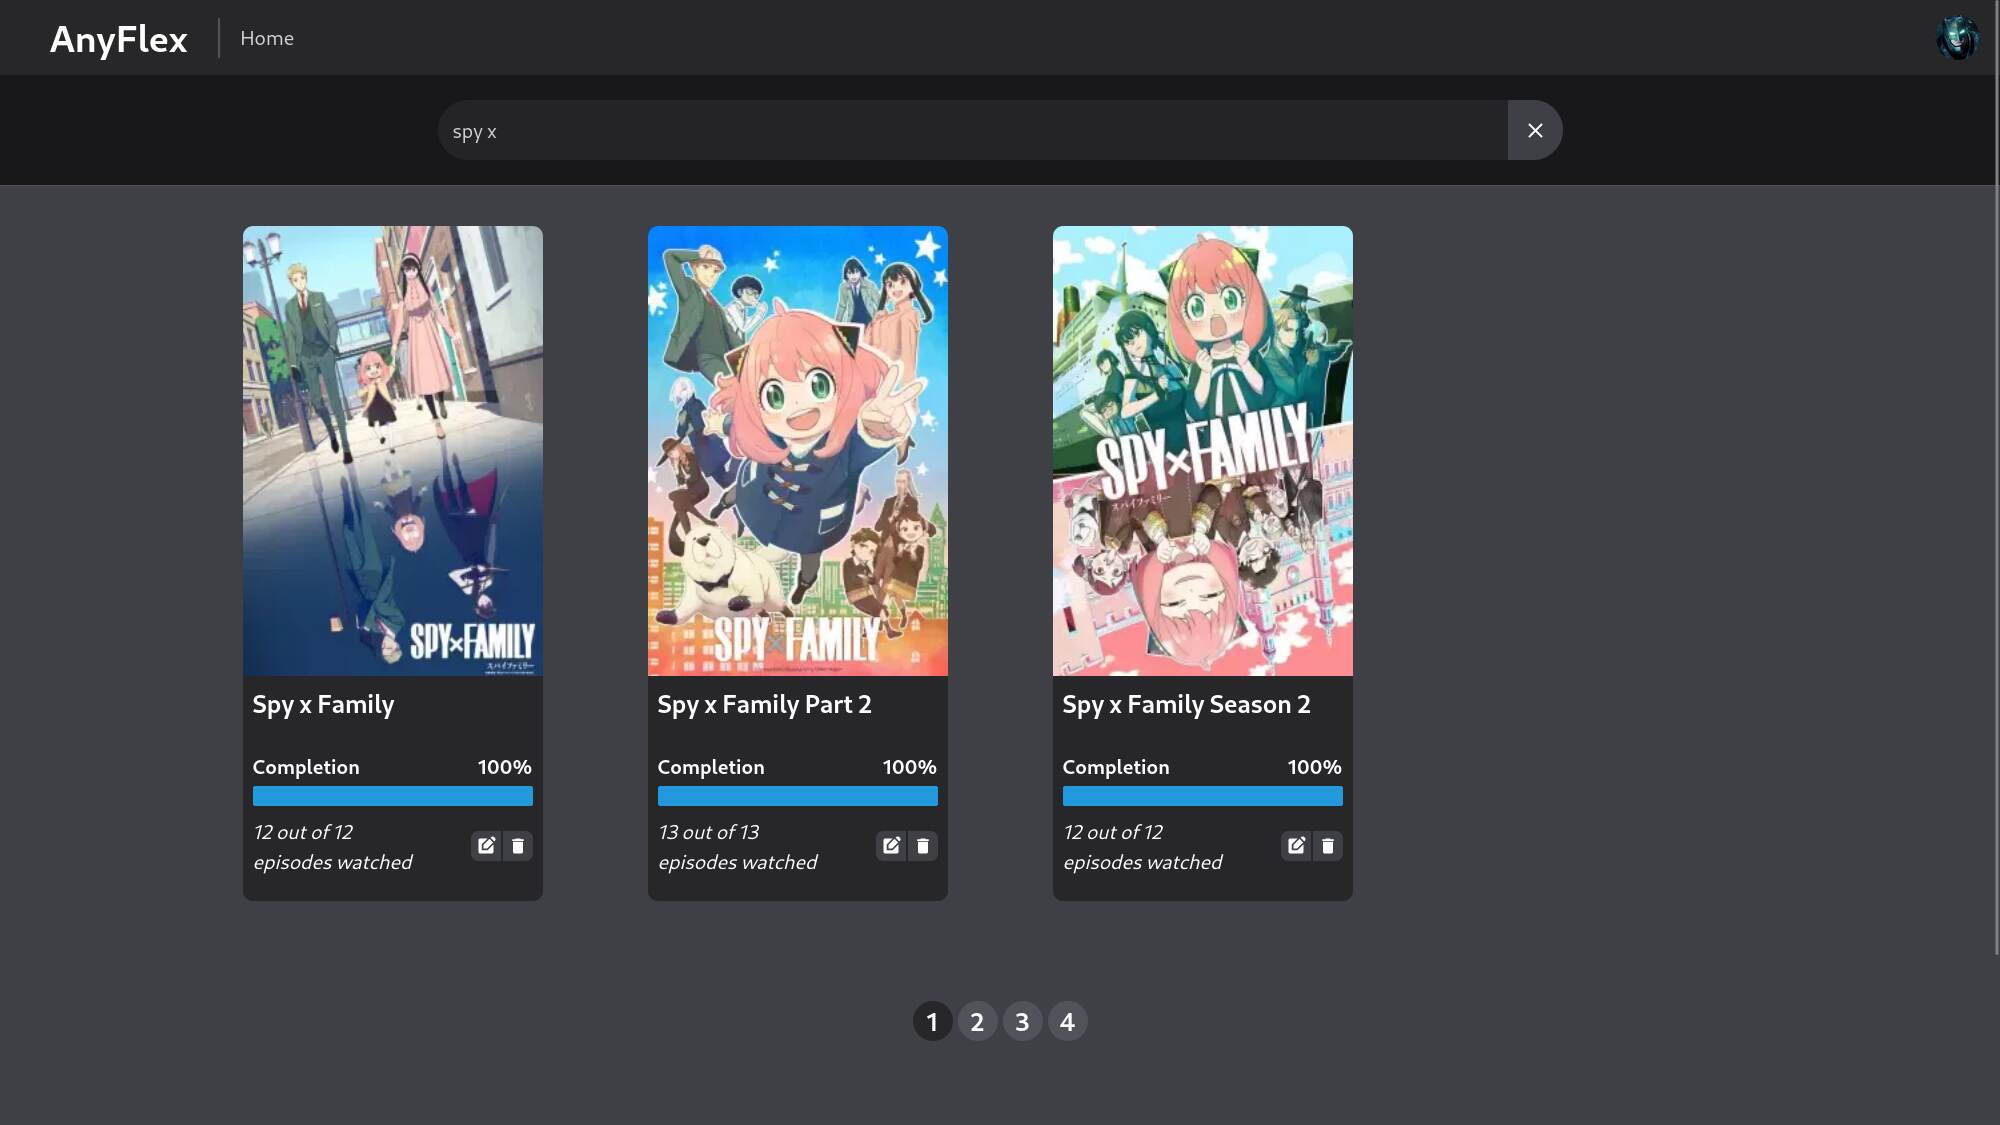 AnyFlex
Home
spy x
SPY×FAMILY
スパイファミリー
SPY×FAMILY
SPY×FAMILY
スパイファミリー
Spy x Family
Spy x Family Part 2
Spy x Family Season 2
Completion 100%
Completion 100%
Completion 100%
12 out of 12
episodes watched
13 out of 13
episodes watched
12 out of 12
episodes watched
1 2 3 4